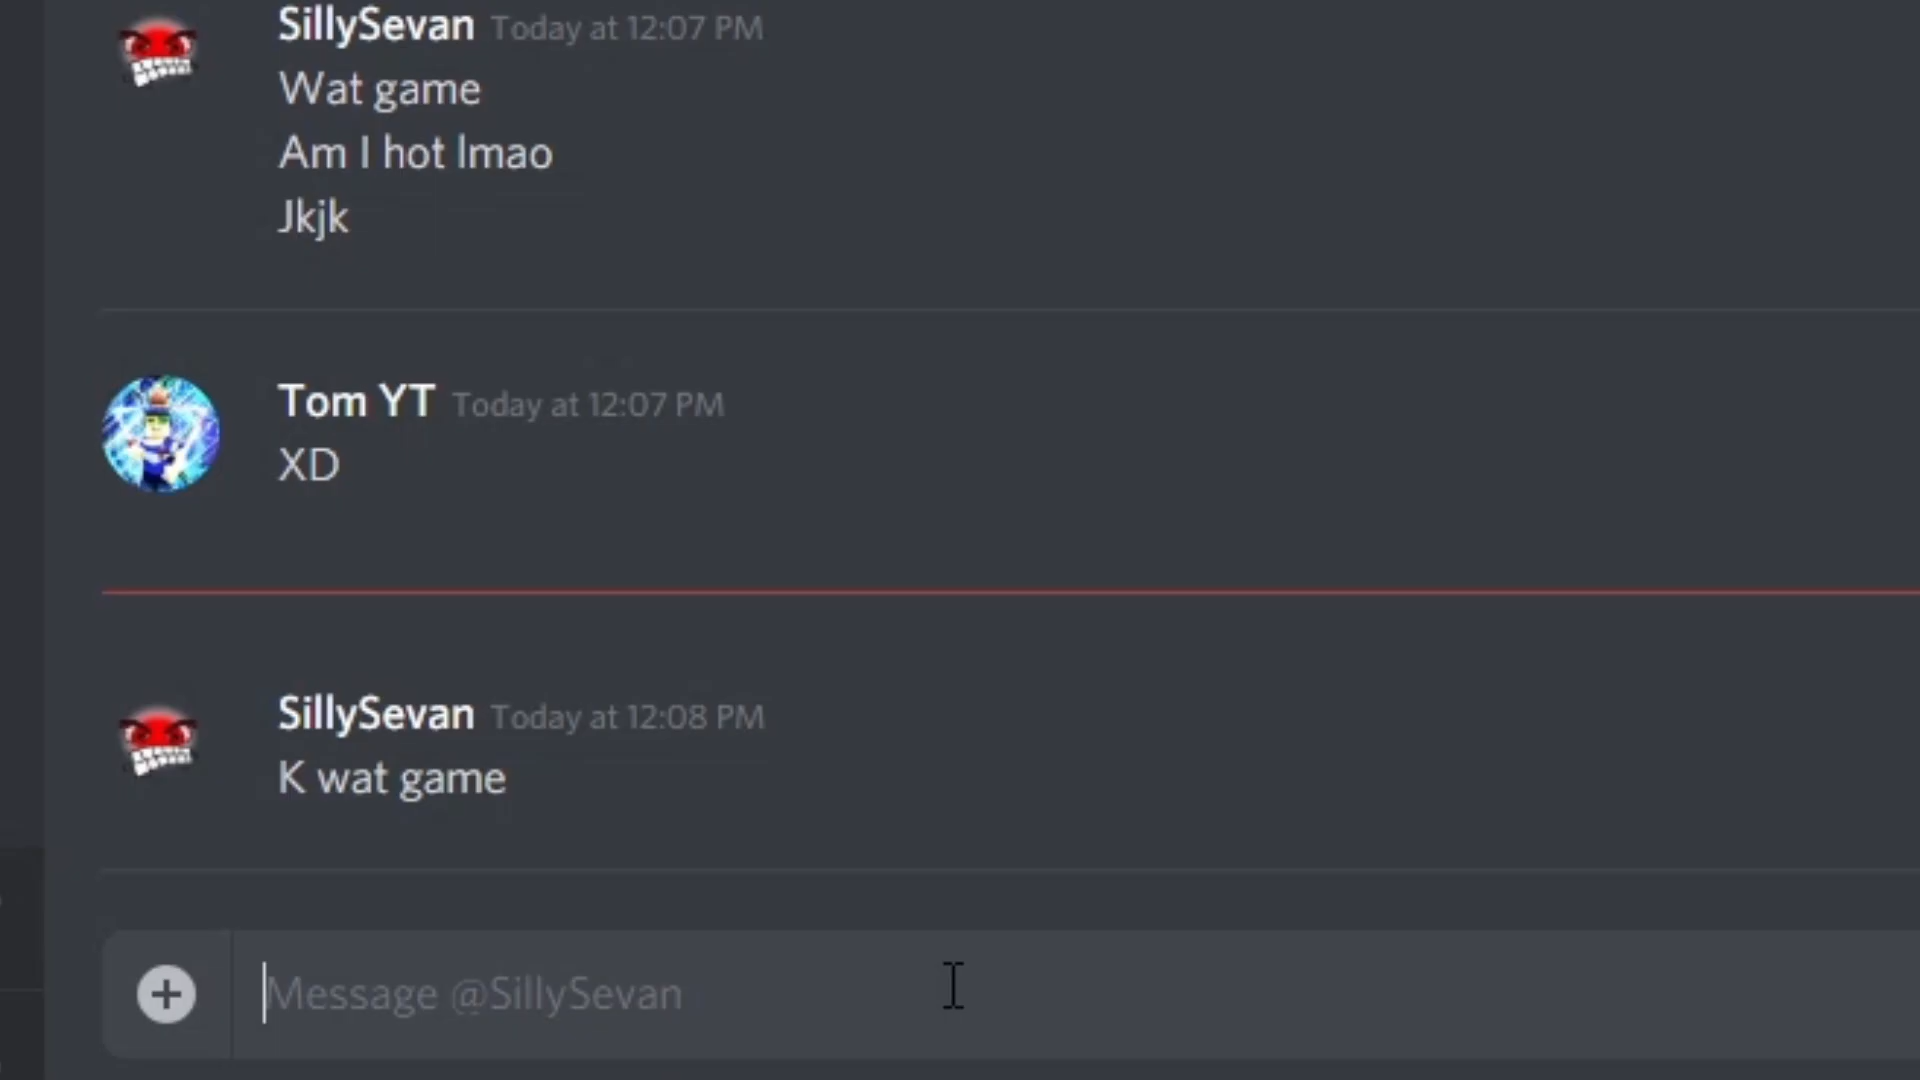 SillySevan Today at 12:07 PM
Wat game
Am I hot lmao
Jkjk
Tom YT Today at 12:07 PM
XD
SillySevan Today at 12:08 PM
K wat game
Message @SillySevan